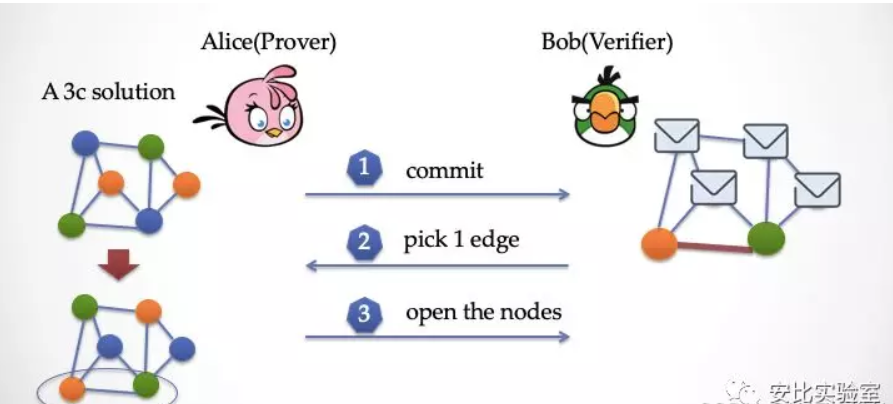 Alice(Prover)
Bob(Verifier)
A 3c solution
1 commit
2 pick 1 edge
3 open the nodes
安比实验室